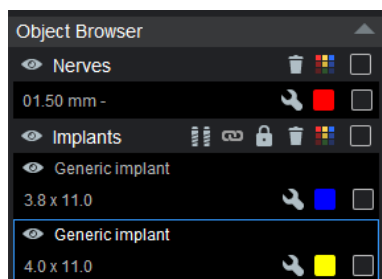 Object Browser
Nerves
01.50 mm -
Implants
Generic implant
3.8 x 11.0
Generic implant
4.0 x 11.0